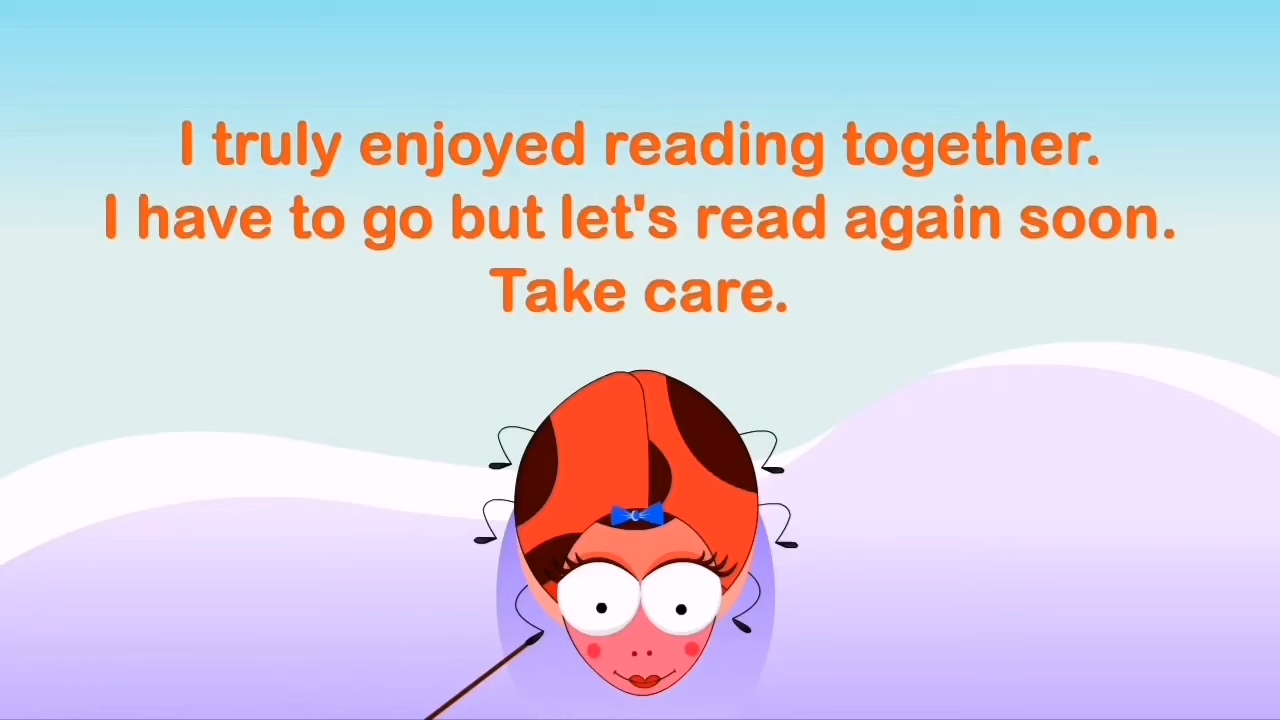 I truly enjoyed reading together.
I have to go but let's read again soon.
Take care.